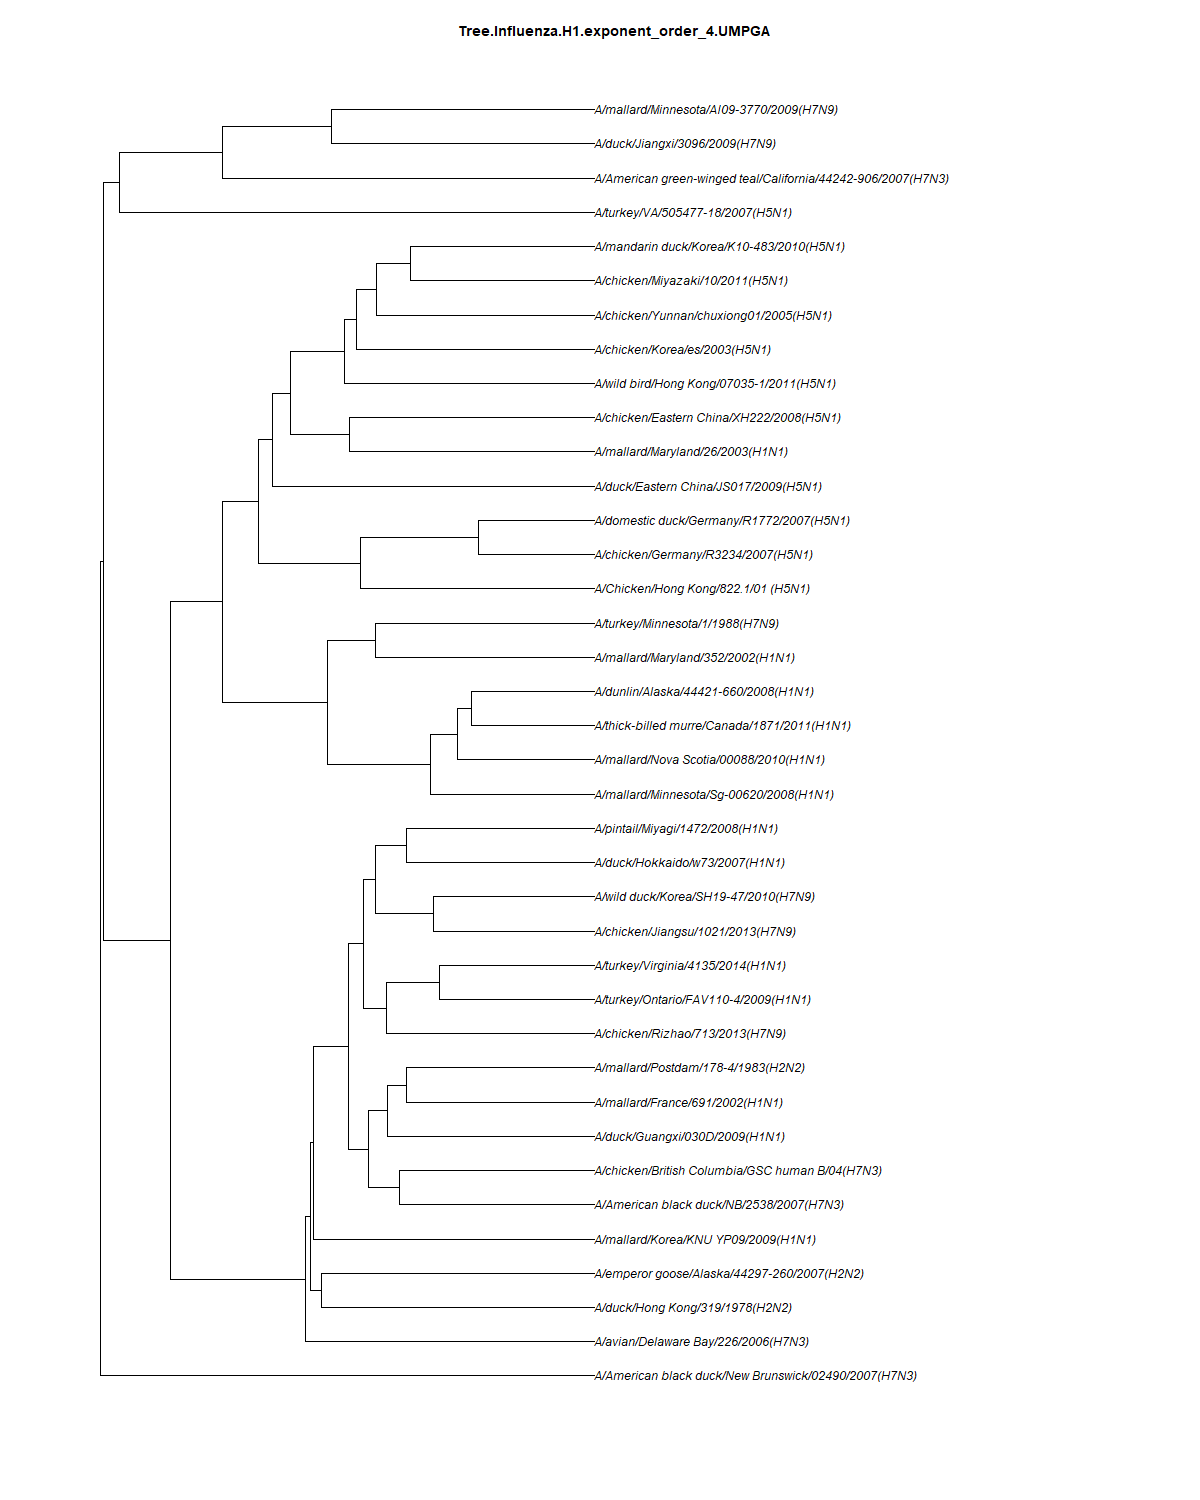 Tree.Influenza.H1.exponent_order_4.UMPGA
A/mallard/Minnesota/AI09-3770/2009(H7N9)
A/duck/Jiangxi/3096/2009(H7N9)
A/American green-winged teal/California/44242-906/2007(H7N3)
A/turkey/VA/505477-18/2007(H5N1)
A/mandarin duck/Korea/K10-483/2010(H5N1)
A/chicken/Miyazaki/10/2011(H5N1)
A/chicken/Yunnan/chuxiong01/2005(H5N1)
A/chicken/Korea/es/2003(H5N1)
A/wild bird/Hong Kong/07035-1/2011(H5N1)
A/chicken/Eastern China/XH222/2008(H5N1)
A/mallard/Maryland/26/2003(H1N1)
A/duck/Eastern China/JS017/2009(H5N1)
A/domestic duck/Germany/R1772/2007(H5N1)
A/chicken/Germany/R3234/2007(H5N1)
A/Chicken/Hong Kong/822.1/01 (H5N1)
A/turkey/Minnesota/1/1988(H7N9)
A/mallard/Maryland/352/2002(H1N1)
A/dunlin/Alaska/44421-660/2008(H1N1)
A/thick-billed murre/Canada/1871/2011(H1N1)
A/mallard/Nova Scotia/00088/2010(H1N1)
A/mallard/Minnesota/Sg-00620/2008(H1N1)
A/pintail/Miyagi/1472/2008(H1N1)
A/duck/Hokkaido/w73/2007(H1N1)
A/wild duck/Korea/SH19-47/2010(H7N9)
A/chicken/Jiangsu/1021/2013(H7N9)
A/turkey/Virginia/4135/2014(H1N1)
A/turkey/Ontario/FAV110-4/2009(H1N1)
A/chicken/Rizhao/713/2013(H7N9)
A/mallard/Postdam/178-4/1983(H2N2)
A/mallard/France/691/2002(H1N1)
A/duck/Guangxi/030D/2009(H1N1)
A/chicken/British Columbia/GSC human B/04(H7N3)
A/American black duck/NB/2538/2007(H7N3)
A/mallard/Korea/KNU YP09/2009(H1N1)
A/emperor goose/Alaska/44297-260/2007(H2N2)
A/duck/Hong Kong/319/1978(H2N2)
A/avian/Delaware Bay/226/2006(H7N3)
A/American black duck/New Brunswick/02490/2007(H7N3)